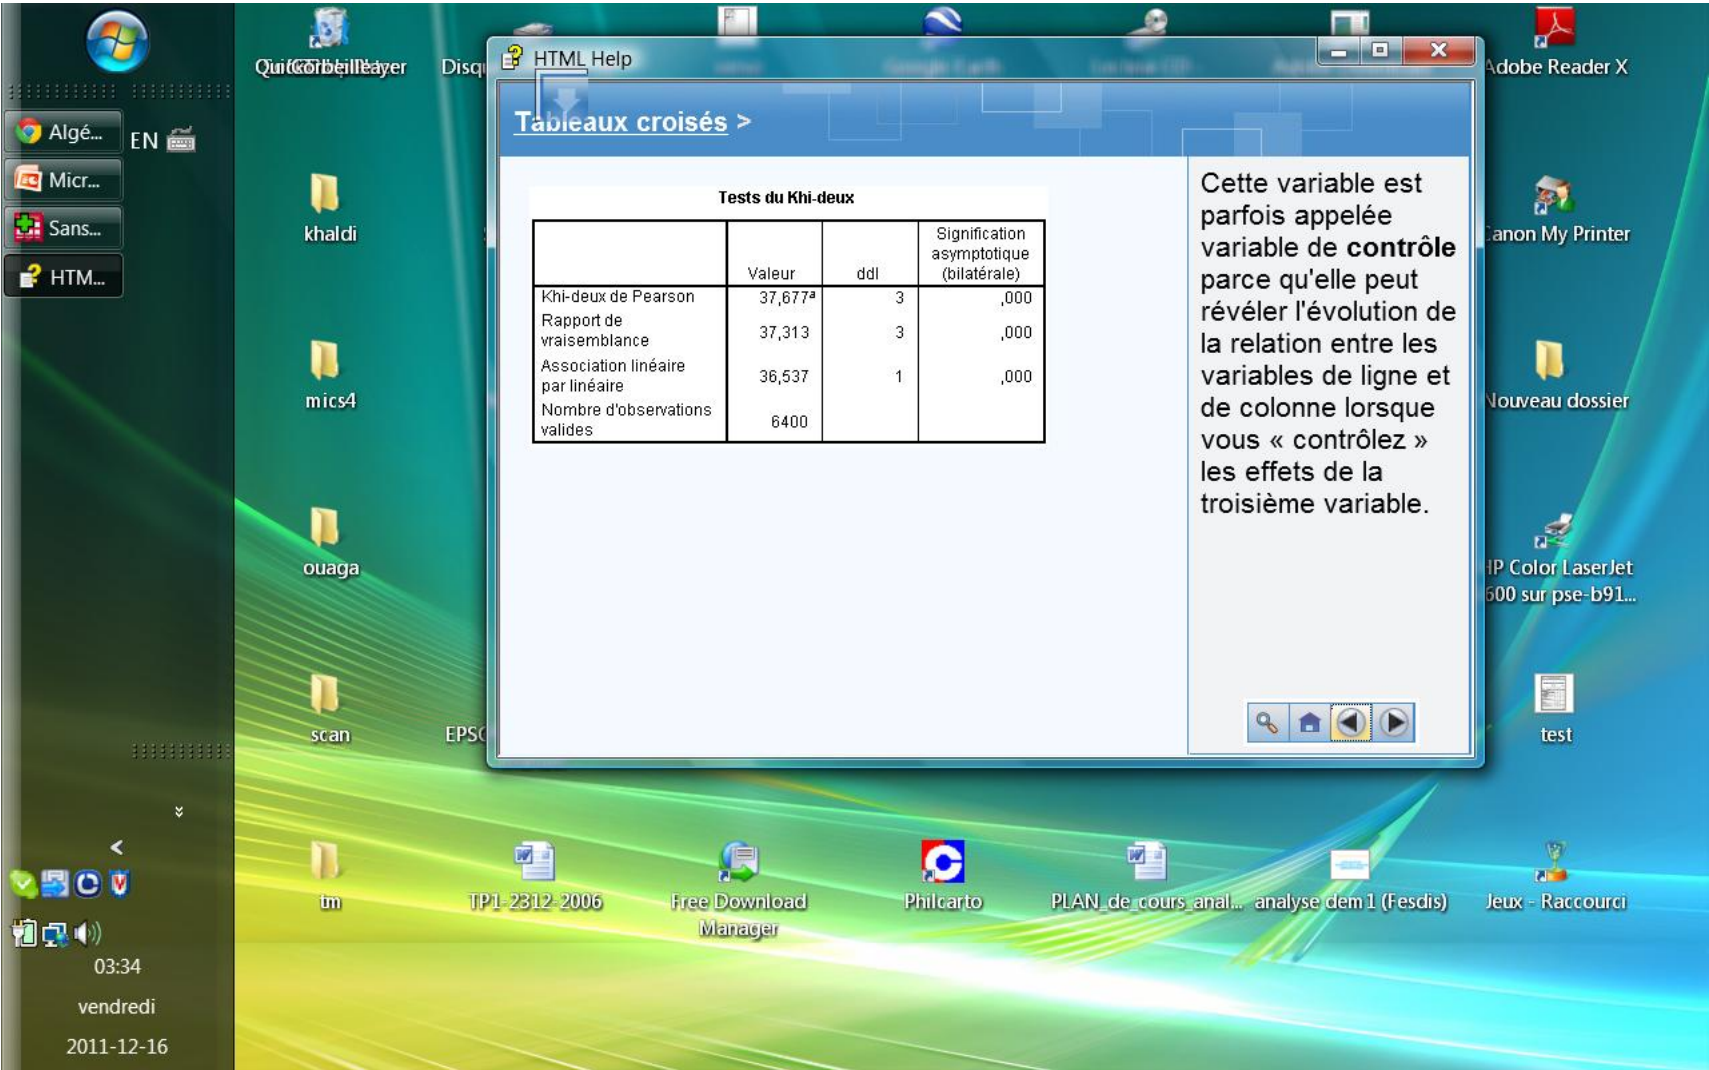 Adobe Reader X
Disq
HTML Help
Tableaux croisés >
Algé...
EN
Micr...
Sans...
HTM...
khaldi
mics4
ouaga
scan
EPSO
tm
Tests du Khi-deux
Signification
asymptotique
(bilatérale)
Valeur ddl
Khi-deux de Pearson 37,677ª 3 ,000
Rapport de
vraisemblance 37,313 3 ,000
Association linéaire
par linéaire 36,537 1 ,000
Nombre d'observations
valides 6400
Cette variable est
parfois appelée
variable de contrôle
parce qu'elle peut
révéler l'évolution de
la relation entre les
variables de ligne et
de colonne lorsque
vous « contrôlez »
les effets de la
troisième variable.
Canon My Printer
Nouveau dossier
HP Color LaserJet
600 sur pse-b91...
test
TP1-2312-2006
Free Download
Manager
Philcarto
PLAN_de_cours_anal...
analyse dem 1 (Fesdis)
Jeux - Raccourci
03:34
vendredi
2011-12-16